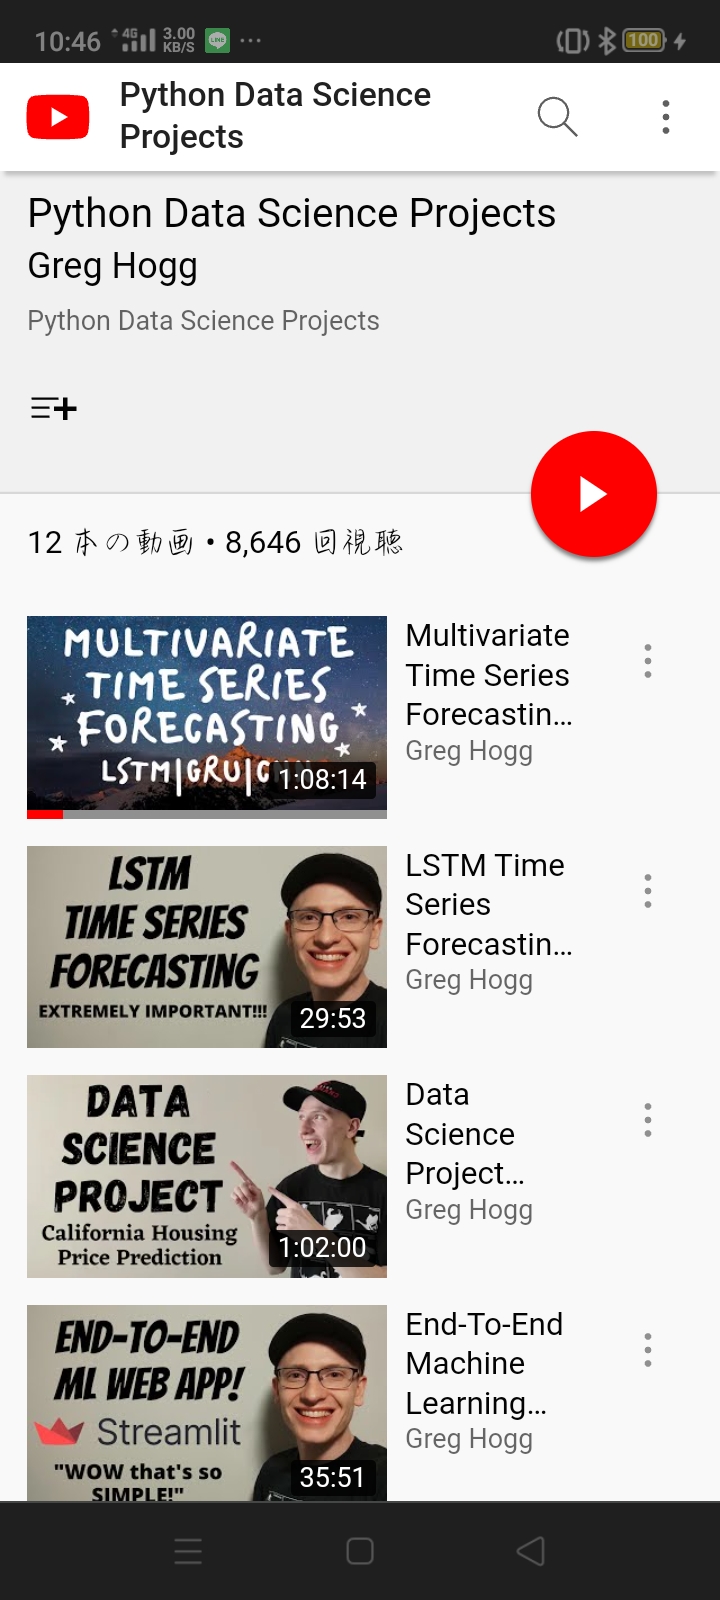 10:46 4G 3.00 KB/S LINE 100
Python Data Science
Projects
Python Data Science Projects
Greg Hogg
Python Data Science Projects
12 本の動画 • 8,646 回視聴
MULTIVARIATE
TIME SERIES
FORECASTING
LSTM|GRU|C
1:08:14
Multivariate
Time Series
Forecastin...
Greg Hogg
LSTM
TIME SERIES
FORECASTING
EXTREMELY IMPORTANT!!!
29:53
LSTM Time
Series
Forecastin...
Greg Hogg
DATA
SCIENCE
PROJECT
California Housing
Price Prediction
1:02:00
Data
Science
Project...
Greg Hogg
END-TO-END
ML WEB APP!
Streamlit
"WOW that's so
SIMPLE!"
35:51
End-To-End
Machine
Learning...
Greg Hogg